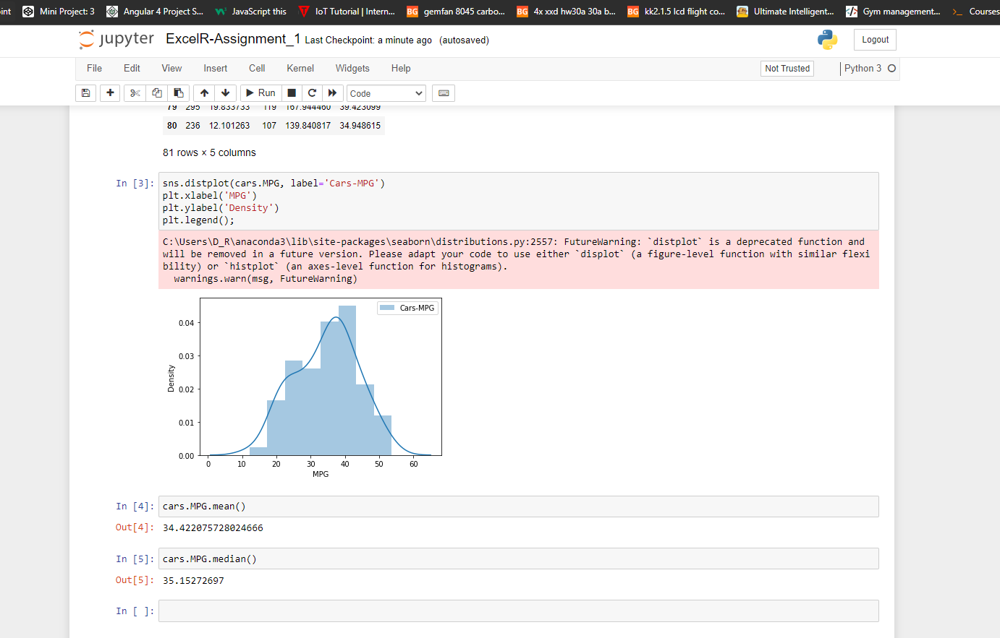 int Mini Project: 3 Angular 4 Project S... JavaScript this IoT Tutorial | Intern... BG gemfan 8045 carbo... BG 4x xxd hw30a 30a b... BG kk2.1.5 lcd flight co... Ultimate Intelligent... Gym management... Courses
jupyter ExcelR-Assignment_1 Last Checkpoint: a minute ago (autosaved) Logout
File Edit View Insert Cell Kernel Widgets Help Not Trusted Python 3
Run Code
79 295 19.833733 119 167.944460 39.423099
80 236 12.101263 107 139.840817 34.948615
81 rows × 5 columns
In [3]: sns.distplot(cars.MPG, label='Cars-MPG')
plt.xlabel('MPG')
plt.ylabel('Density')
plt.legend();
C:\Users\D_R\anaconda3\lib\site-packages\seaborn\distributions.py:2557: FutureWarning: `distplot` is a deprecated function and
will be removed in a future version. Please adapt your code to use either `displot` (a figure-level function with similar flexi
bility) or `histplot` (an axes-level function for histograms).
warnings.warn(msg, FutureWarning)
Cars-MPG
0.04
0.03
0.02
0.01
0.00
Density
0 10 20 30 40 50 60
MPG
In [4]: cars.MPG.mean()
Out[4]: 34.422075728024666
In [5]: cars.MPG.median()
Out[5]: 35.15272697
In [ ]: